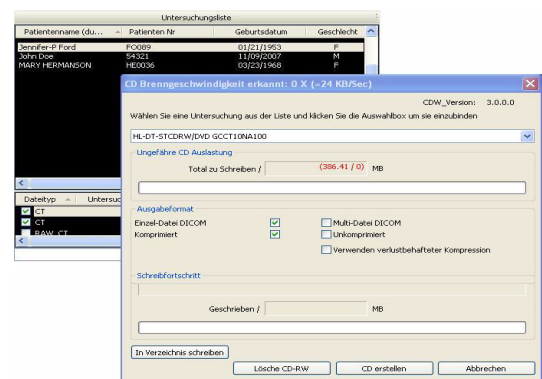 Untersuchungsliste
Patientenname (du... Patienten Nr Geburtsdatum Geschlecht
Jennifer-P Ford FO089 01/21/1953 F
John Doe 54321 11/09/2007 M
MARY HERMANSON HE0036 03/23/1968 F
CD Brenngeschwindigkeit erkannt: 0 X (=24 KB/Sec)
CDW_Version: 3.0.0.0
Wählen Sie eine Untersuchung aus der Liste und klicken Sie die Auswahlbox um sie einzubinden
HL-DT-STCDRW/DVD GCCT10NA100
Ungefähre CD Auslastung
Total zu Schreiben / (386.41 / 0) MB
Dateityp Untersuc
CT
CT
RAW_CT
Ausgabeformat
Einzel-Datei DICOM Multi-Datei DICOM
Komprimiert Unkomprimiert
Verwenden verlustbehafteter Kompression
Schreibfortschritt
Geschrieben / MB
In Verzeichnis schreiben
Lösche CD-RW CD erstellen Abbrechen